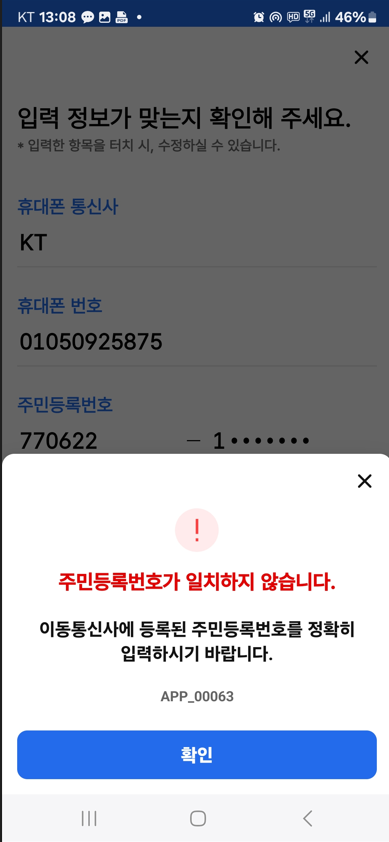 KT 13:08
HD 5G 46%
입력 정보가 맞는지 확인해 주세요.
* 입력한 항목을 터치 시, 수정하실 수 있습니다.
휴대폰 통신사
KT
휴대폰 번호
01050925875
주민등록번호
770622 – 1•••••••
주민등록번호가 일치하지 않습니다.
이동통신사에 등록된 주민등록번호를 정확히
입력하시기 바랍니다.
APP_00063
확인